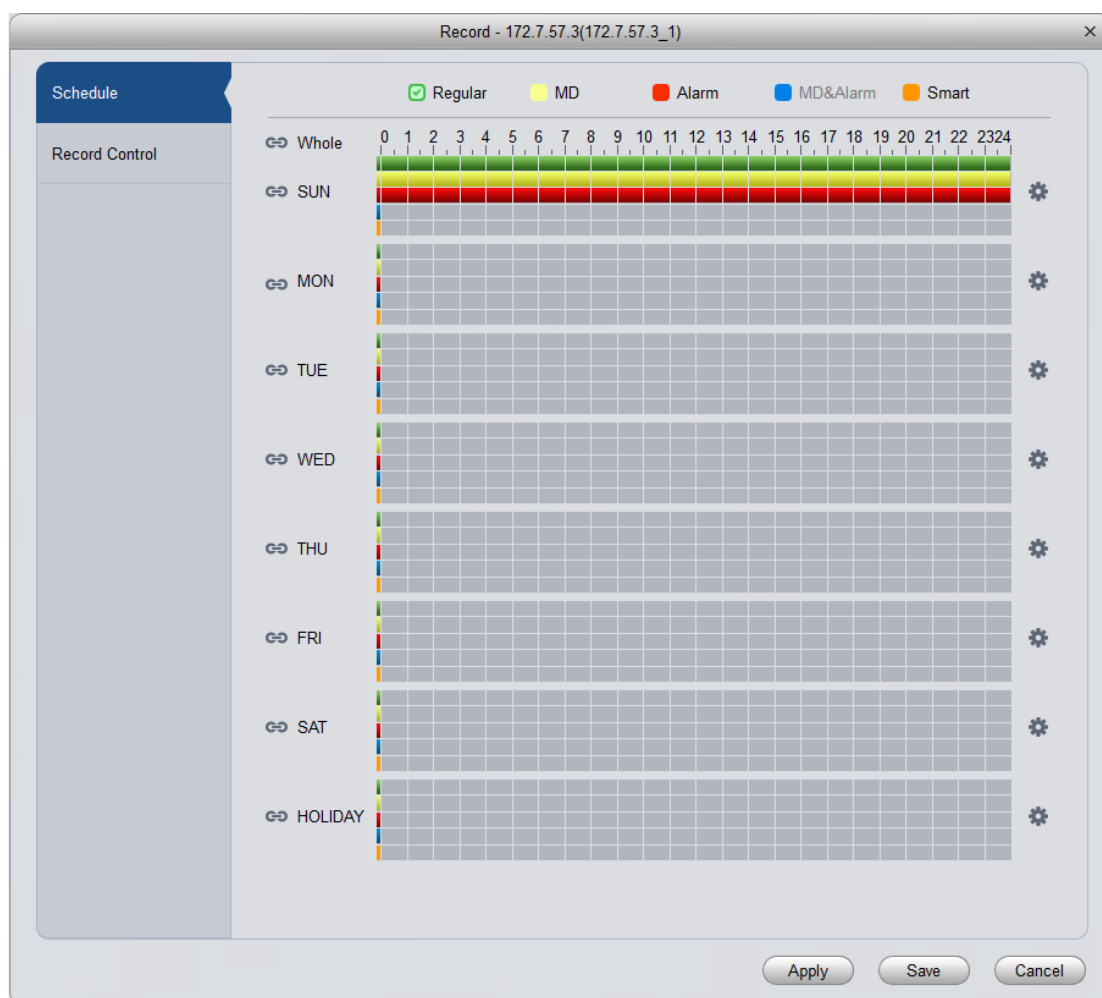 Record - 172.7.57.3(172.7.57.3_1)
Schedule
Regular MD Alarm MD&Alarm Smart
Record Control
Whole 0 1 2 3 4 5 6 7 8 9 10 11 12 13 14 15 16 17 18 19 20 21 22 2324
SUN
MON
TUE
WED
THU
FRI
SAT
HOLIDAY
Apply Save Cancel